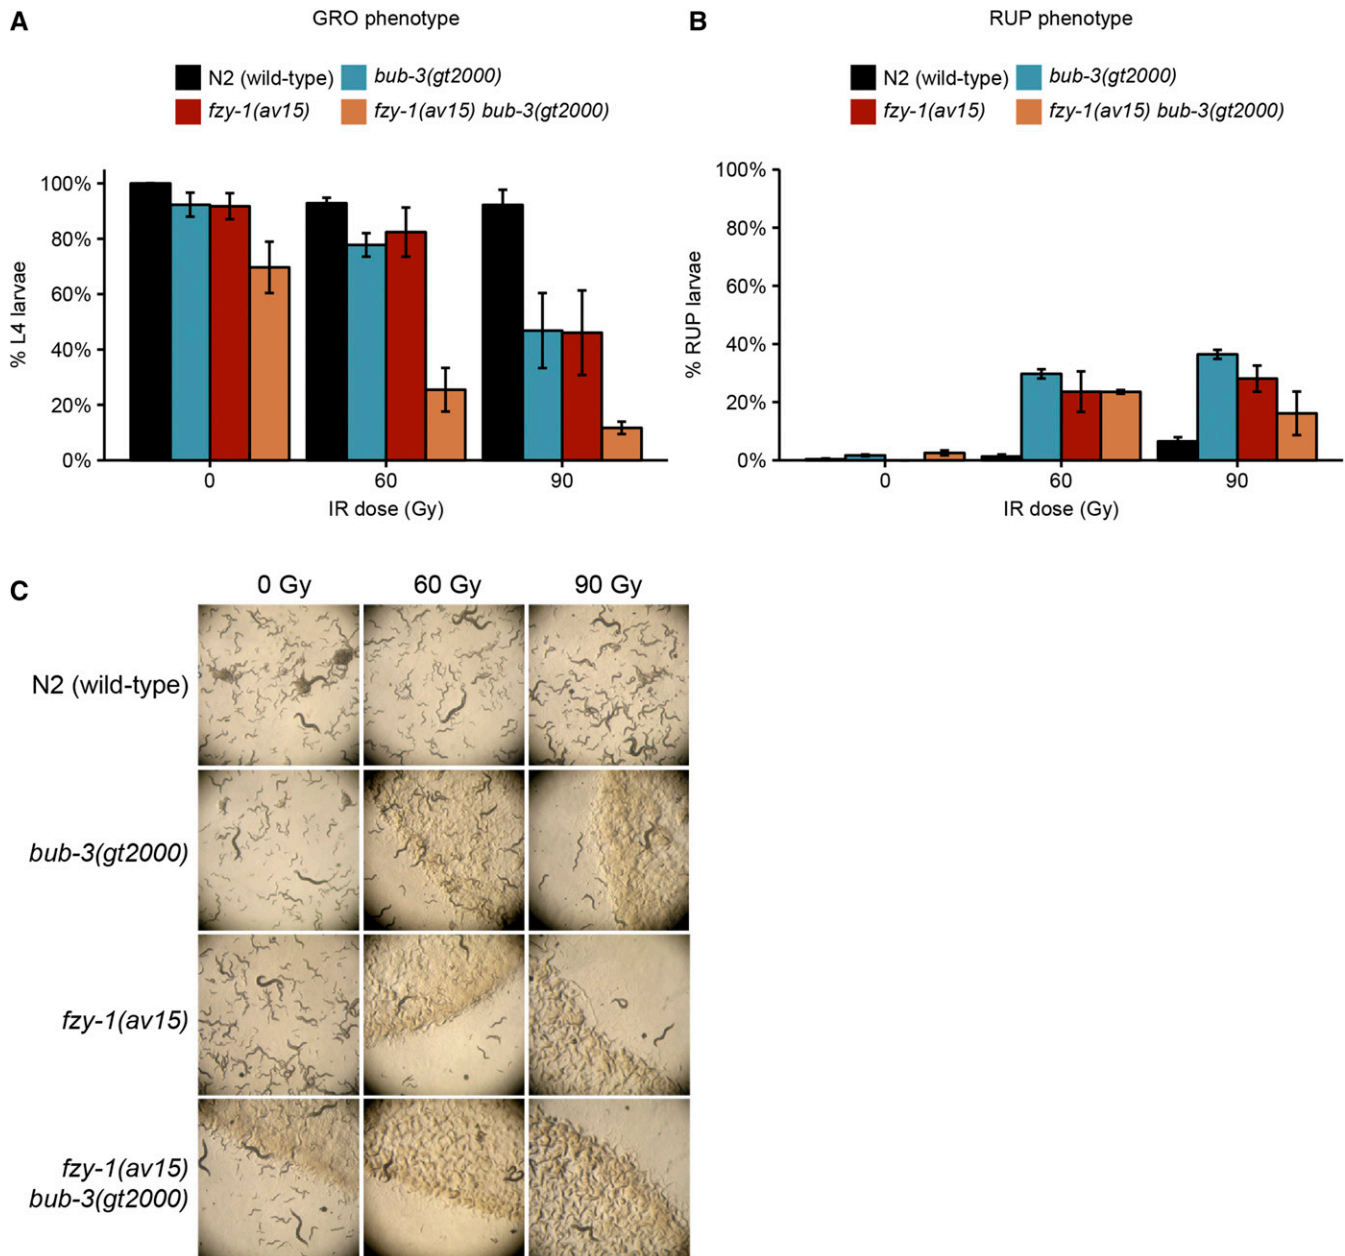 A
GRO phenotype
N2 (wild-type)
bub-3(gt2000)
fzy-1(av15)
fzy-1(av15) bub-3(gt2000)
% L4 larvae
100%
80%
60%
40%
20%
0%
0
60
90
IR dose (Gy)
B
RUP phenotype
N2 (wild-type)
bub-3(gt2000)
fzy-1(av15)
fzy-1(av15) bub-3(gt2000)
% RUP larvae
100%
80%
60%
40%
20%
0%
0
60
90
IR dose (Gy)
C
0 Gy
60 Gy
90 Gy
N2 (wild-type)
bub-3(gt2000)
fzy-1(av15)
fzy-1(av15)
bub-3(gt2000)